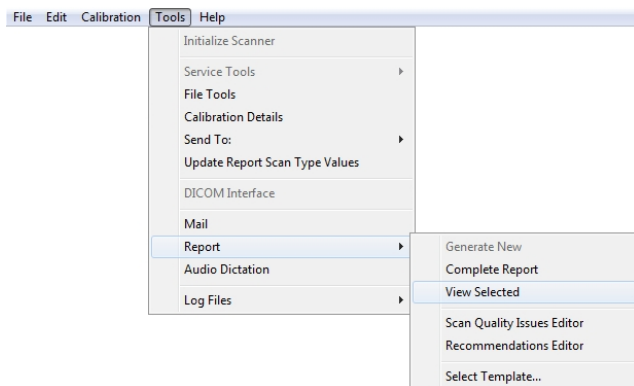 File Edit Calibration Tools Help
Initialize Scanner
Service Tools
File Tools
Calibration Details
Send To:
Update Report Scan Type Values
DICOM Interface
Mail
Report
Audio Dictation
Log Files
Generate New
Complete Report
View Selected
Scan Quality Issues Editor
Recommendations Editor
Select Template...